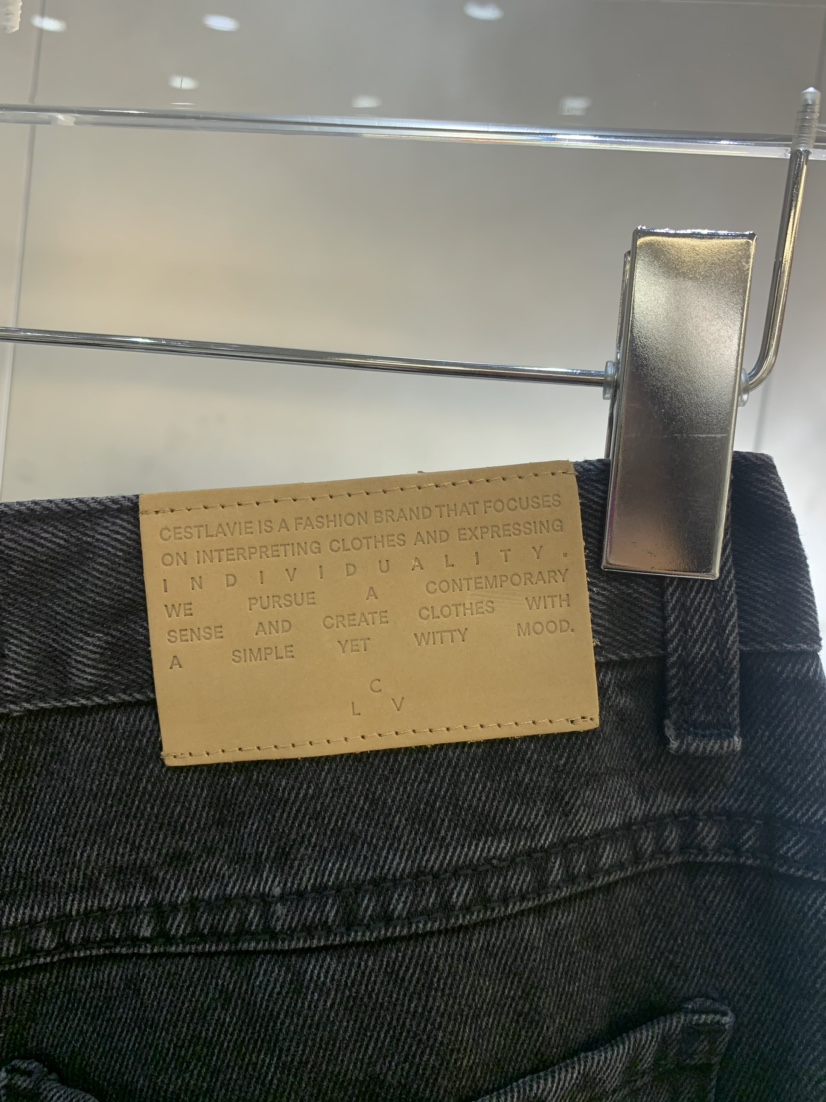 CESTLAVIE IS A FASHION BRAND THAT FOCUSES
ON INTERPRETING CLOTHES AND EXPRESSING
INDIVIDUALITY.
WE PURSUE A CONTEMPORARY
SENSE AND CREATE CLOTHES WITH
A SIMPLE YET WITTY MOOD.
C
L V